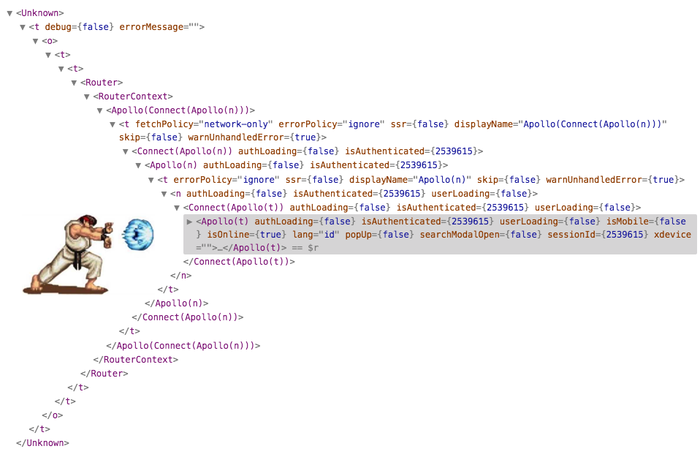 ▼ <Unknown>
▼ <t debug={false} errorMessage="">
▼ <o>
▼ <t>
▼ <t>
▼ <Router>
▼ <RouterContext>
▼ <Apollo(Connect(Apollo(n)))>
▼ <t fetchPolicy="network-only" errorPolicy="ignore" ssr={false} displayName="Apollo(Connect(Apollo(n)))"
skip={false} warnUnhandledError={true}>
▼ <Connect(Apollo(n)) authLoading={false} isAuthenticated={2539615}>
▼ <Apollo(n) authLoading={false} isAuthenticated={2539615}>
▼ <t errorPolicy="ignore" ssr={false} displayName="Apollo(n)" skip={false} warnUnhandledError={true}>
▼ <n authLoading={false} isAuthenticated={2539615} userLoading={false}>
▼ <Connect(Apollo(t)) authLoading={false} isAuthenticated={2539615} userLoading={false}>
▶ <Apollo(t) authLoading={false} isAuthenticated={2539615} userLoading={false} isMobile={false
} isOnline={true} lang="id" popUp={false} searchModalOpen={false} sessionId={2539615} xdevice
="">…</Apollo(t)> == $r
</Connect(Apollo(t))>
</n>
</t>
</Apollo(n)>
</Connect(Apollo(n))>
</t>
</Apollo(Connect(Apollo(n)))>
</RouterContext>
</Router>
</t>
</t>
</o>
</t>
</Unknown>